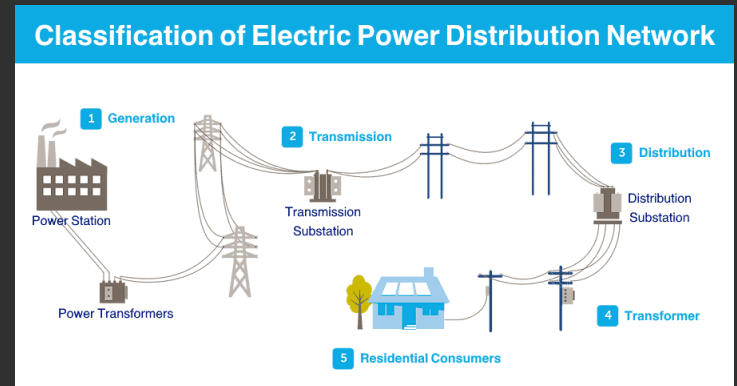 Classification of Electric Power Distribution Network
1 Generation
2 Transmission
3 Distribution
Power Station
Transmission
Substation
Distribution
Substation
Power Transformers
4 Transformer
5 Residential Consumers